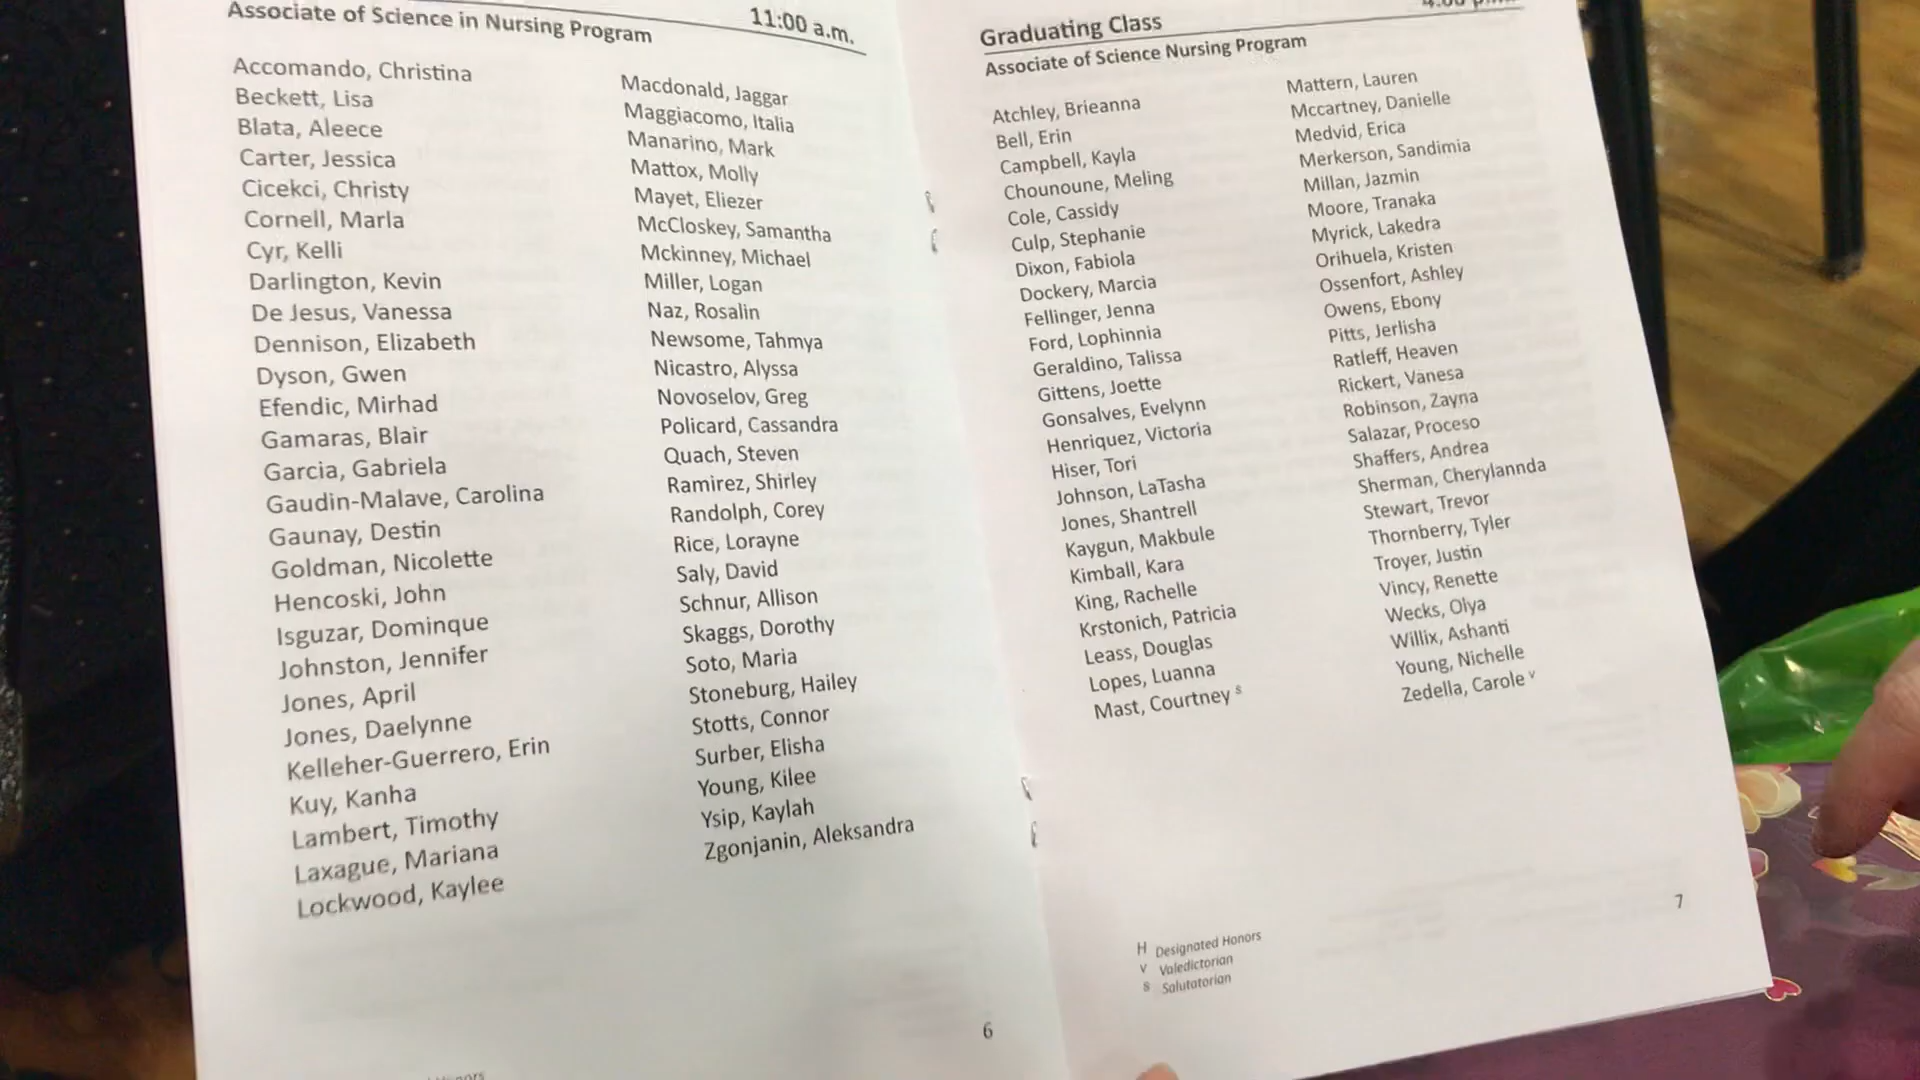 Associate of Science in Nursing Program
11:00 a.m.
Accomando, Christina
Beckett, Lisa
Blata, Aleece
Carter, Jessica
Cicekci, Christy
Cornell, Marla
Cyr, Kelli
Darlington, Kevin
De Jesus, Vanessa
Dennison, Elizabeth
Dyson, Gwen
Efendic, Mirhad
Gamaras, Blair
Garcia, Gabriela
Gaudin-Malave, Carolina
Gaunay, Destin
Goldman, Nicolette
Hencoski, John
Isguzar, Dominque
Johnston, Jennifer
Jones, April
Jones, Daelynne
Kelleher-Guerrero, Erin
Kuy, Kanha
Lambert, Timothy
Laxague, Mariana
Lockwood, Kaylee
Macdonald, Jaggar
Maggiacomo, Italia
Manarino, Mark
Mattox, Molly
Mayet, Eliezer
McCloskey, Samantha
Mckinney, Michael
Miller, Logan
Naz, Rosalin
Newsome, Tahmya
Nicastro, Alyssa
Novoselov, Greg
Policard, Cassandra
Quach, Steven
Ramirez, Shirley
Randolph, Corey
Rice, Lorayne
Saly, David
Schnur, Allison
Skaggs, Dorothy
Soto, Maria
Stoneburg, Hailey
Stotts, Connor
Surber, Elisha
Young, Kilee
Ysip, Kaylah
Zgonjanin, Aleksandra
6
Graduating Class
Associate of Science Nursing Program
Atchley, Brieanna
Bell, Erin
Campbell, Kayla
Chounoune, Meling
Cole, Cassidy
Culp, Stephanie
Dixon, Fabiola
Dockery, Marcia
Fellinger, Jenna
Ford, Lophinnia
Geraldino, Talissa
Gittens, Joette
Gonsalves, Evelynn
Henriquez, Victoria
Hiser, Tori
Johnson, LaTasha
Jones, Shantrell
Kaygun, Makbule
Kimball, Kara
King, Rachelle
Krstonich, Patricia
Leass, Douglas
Lopes, Luanna
Mast, Courtney s
Mattern, Lauren
Mccartney, Danielle
Medvid, Erica
Merkerson, Sandimia
Millan, Jazmin
Moore, Tranaka
Myrick, Lakedra
Orihuela, Kristen
Ossenfort, Ashley
Owens, Ebony
Pitts, Jerlisha
Ratleff, Heaven
Rickert, Vanesa
Robinson, Zayna
Salazar, Proceso
Shaffers, Andrea
Sherman, Cherylannda
Stewart, Trevor
Thornberry, Tyler
Troyer, Justin
Vincy, Renette
Wecks, Olya
Willix, Ashanti
Young, Nichelle
Zedella, Carole v
H Designated Honors
V Valedictorian
S Salutatorian
7